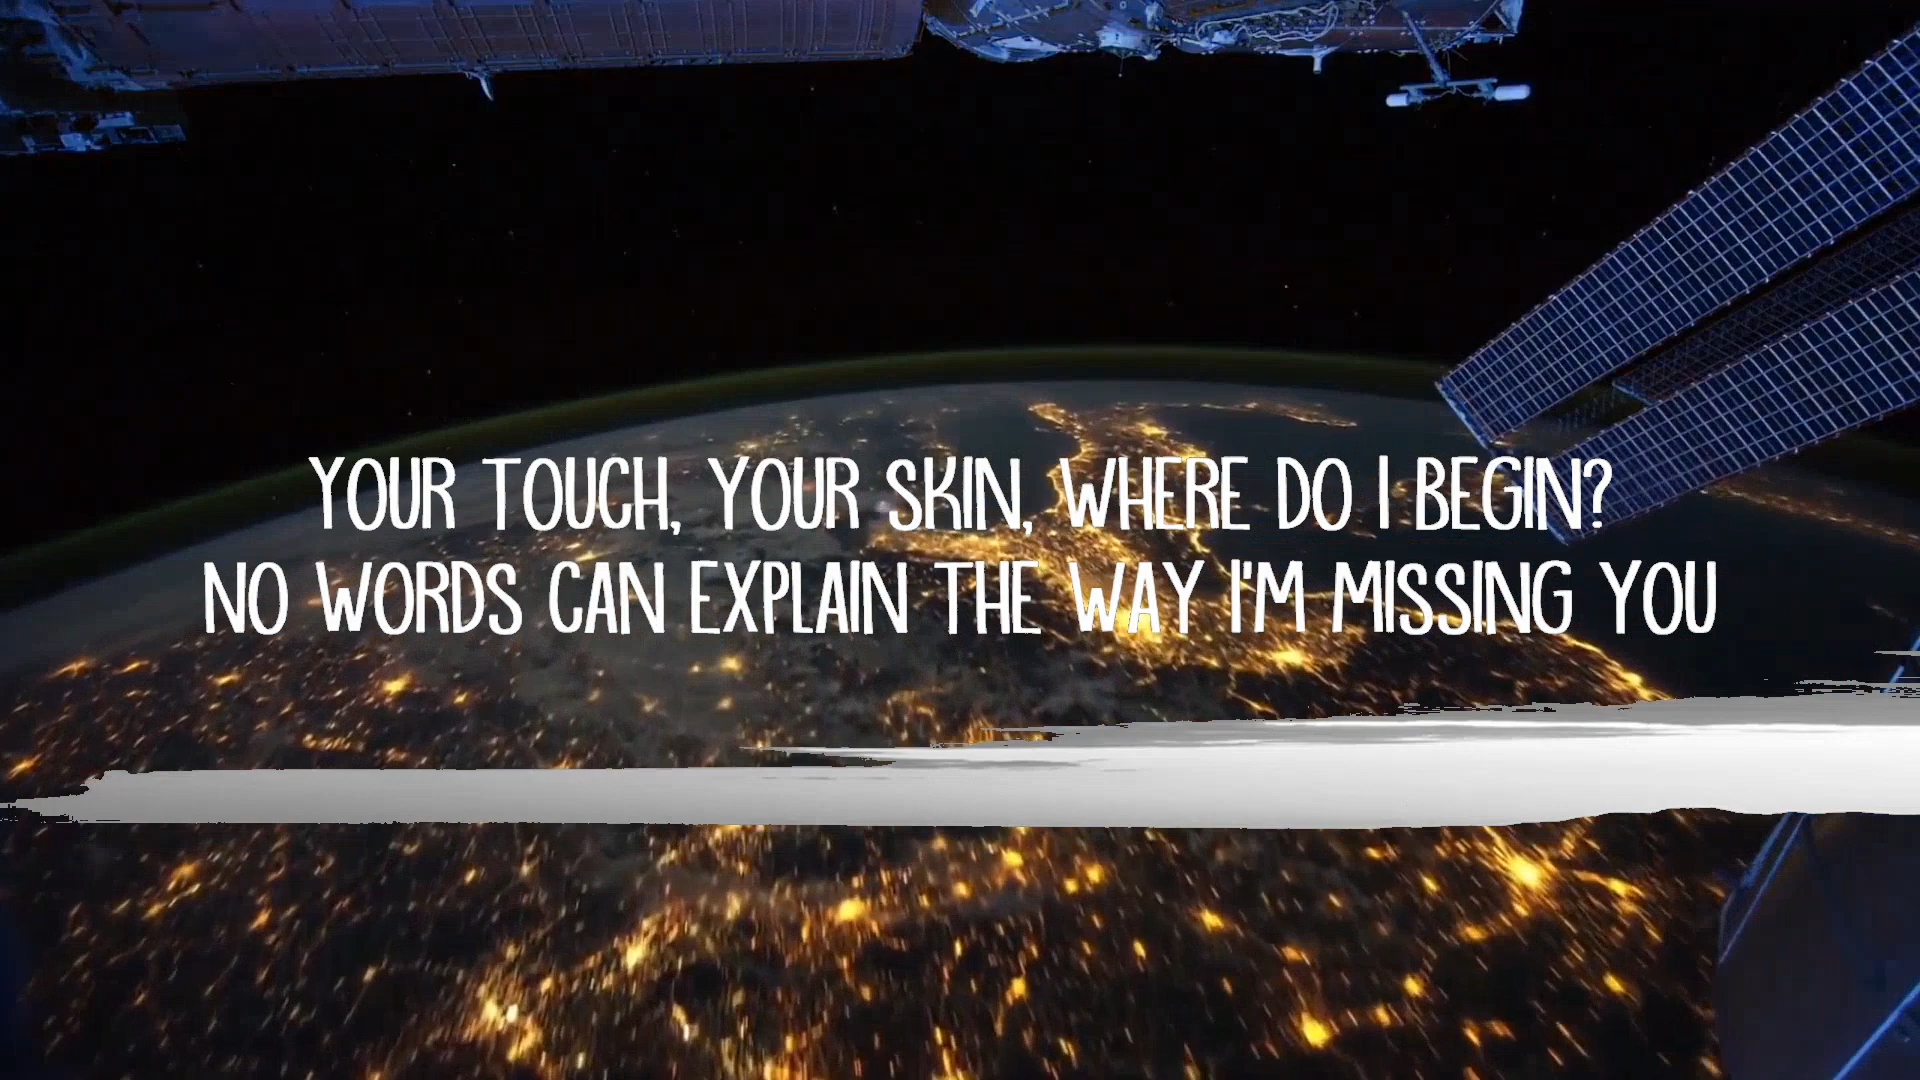 YOUR TOUCH, YOUR SKIN, WHERE DO I BEGIN?
NO WORDS CAN EXPLAIN THE WAY I'M MISSING YOU